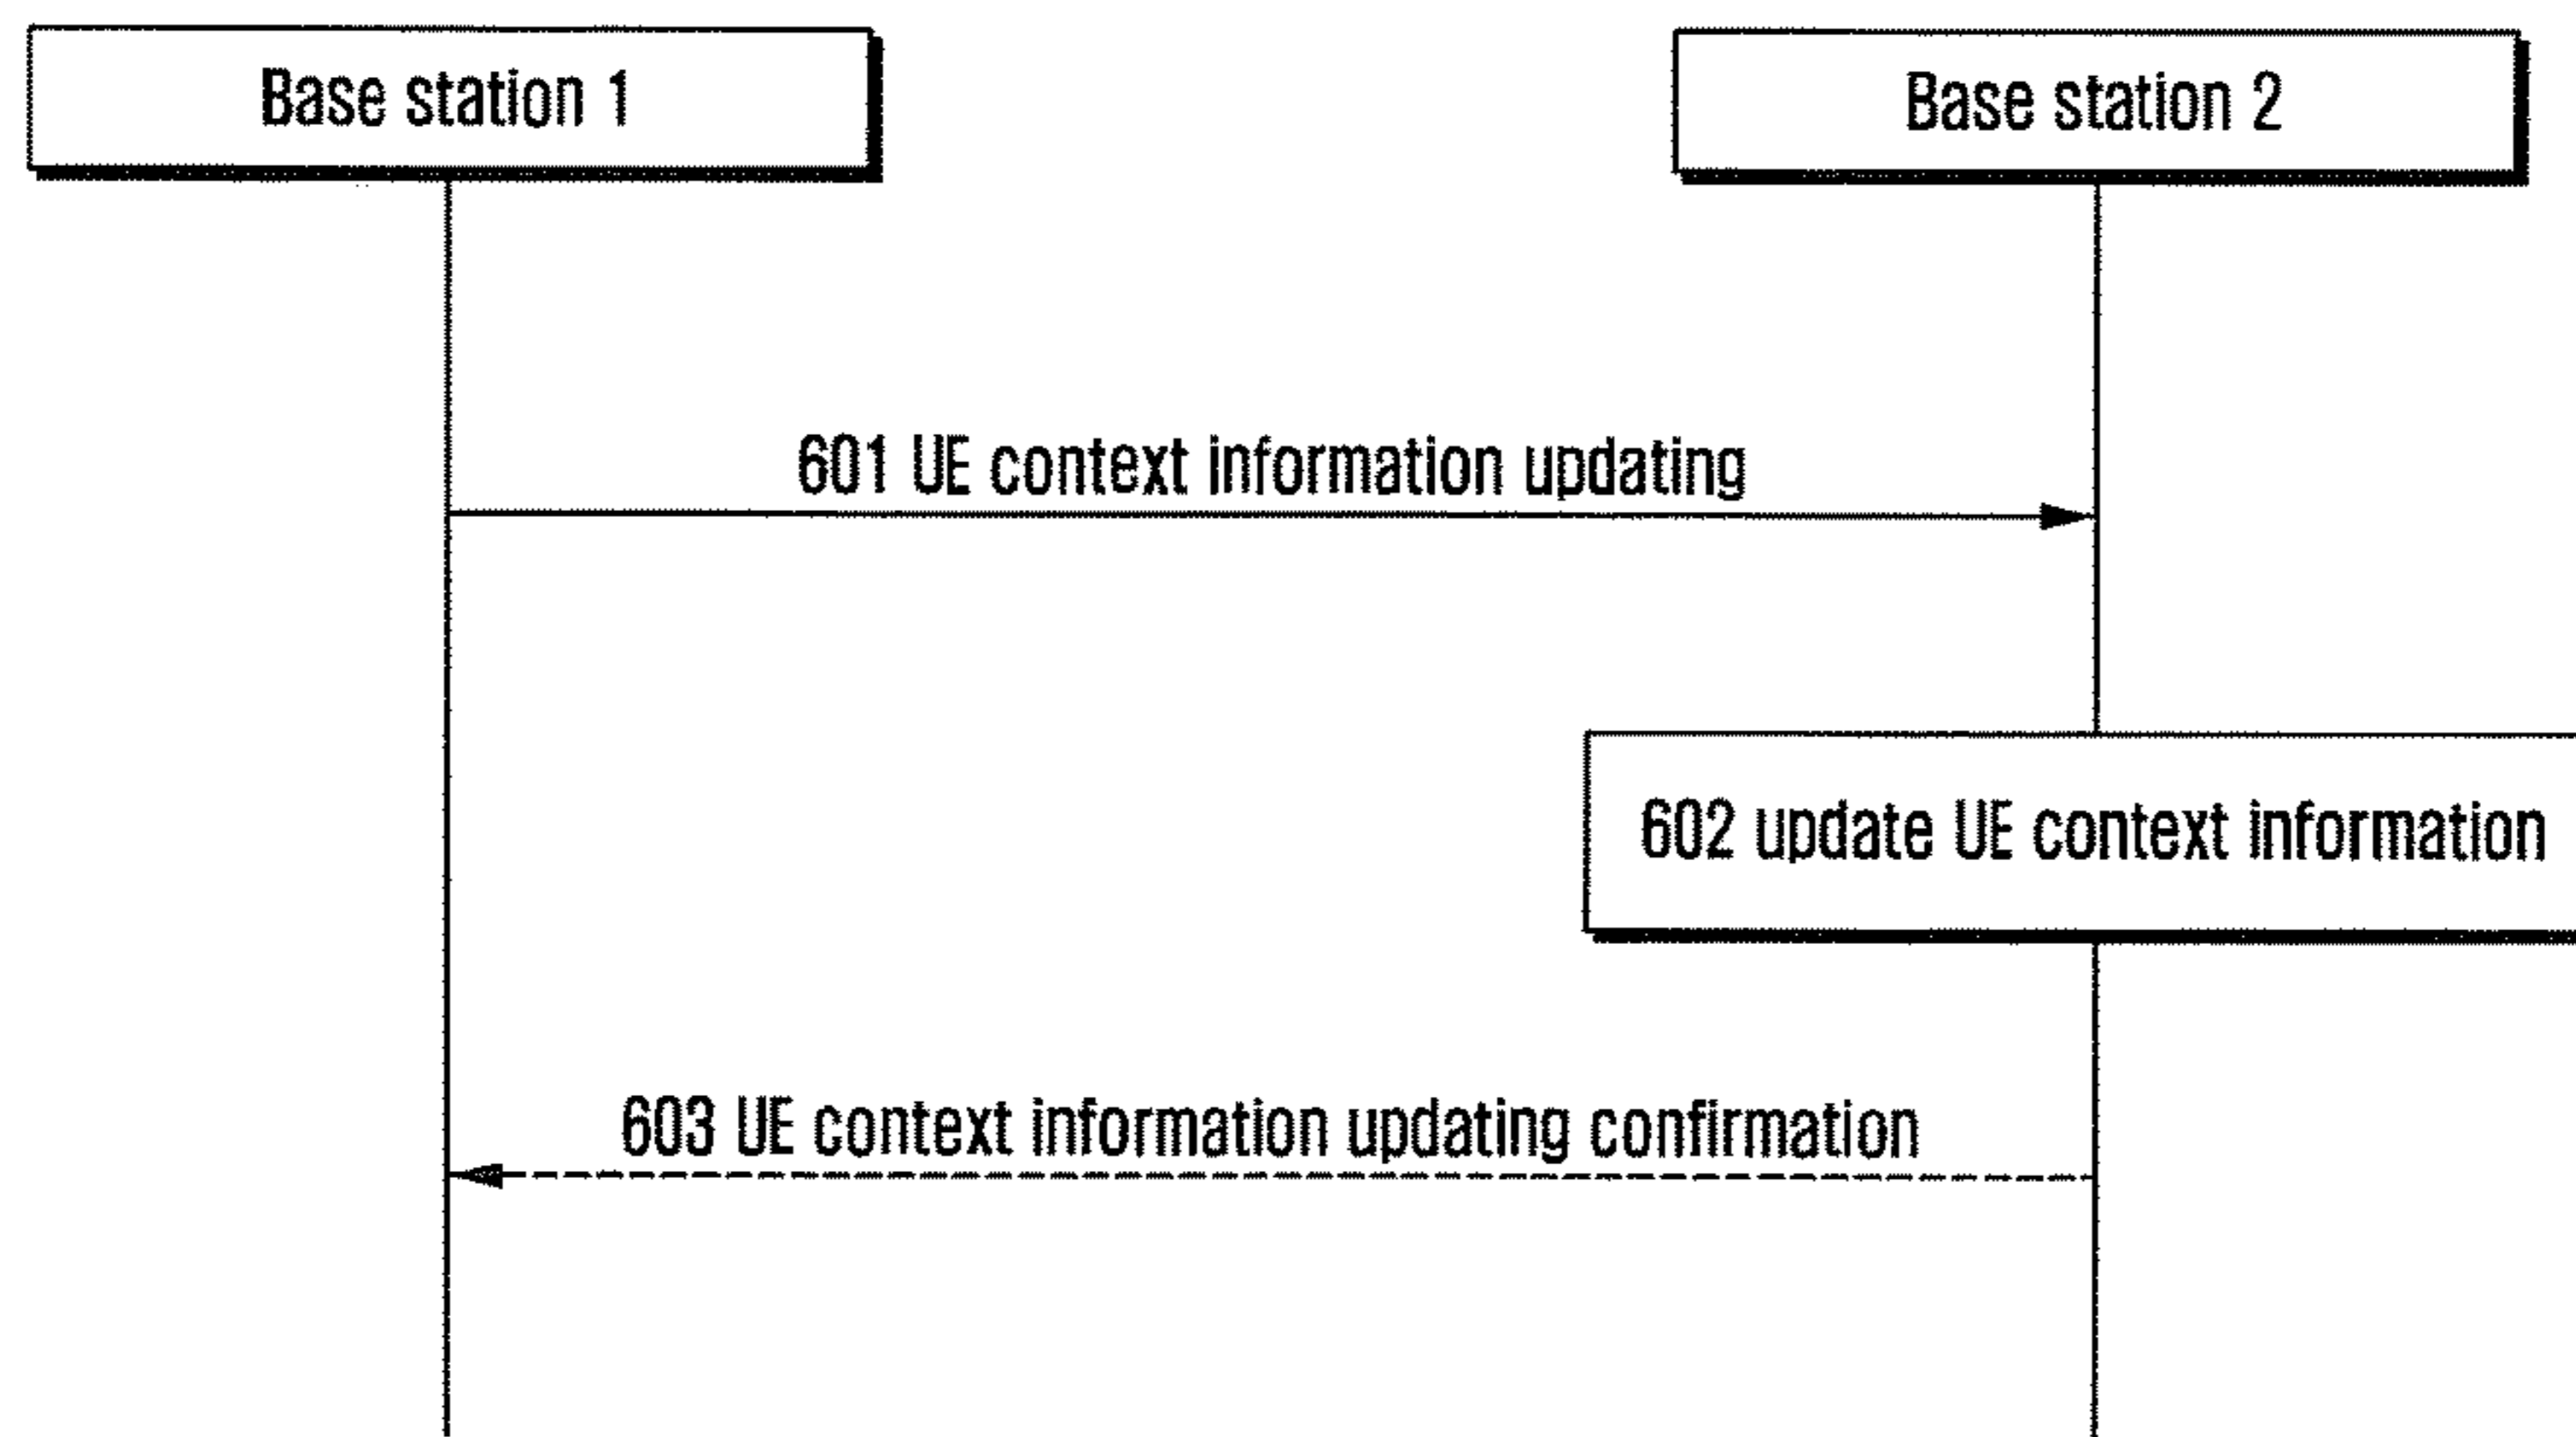 Base station 1
Base station 2
601 UE context information updating
602 update UE context information
603 UE context information updating confirmation